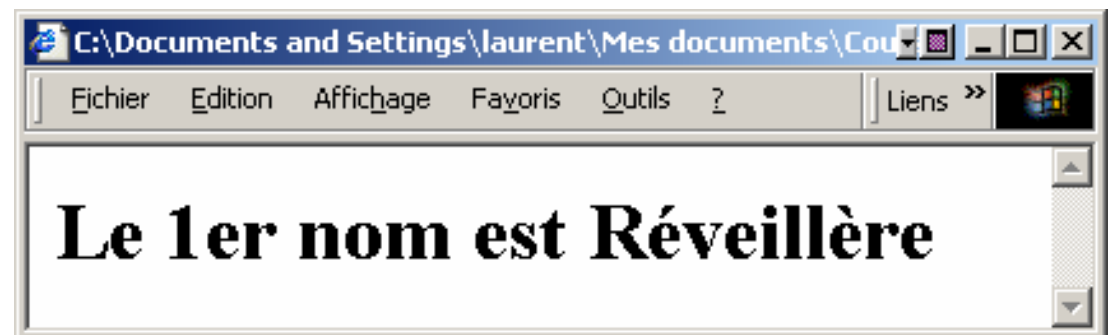 C:\Documents and Settings\laurent\Mes documents\Cou
Fichier Edition Affichage Favoris Outils ? Liens »
Le 1er nom est Réveillère